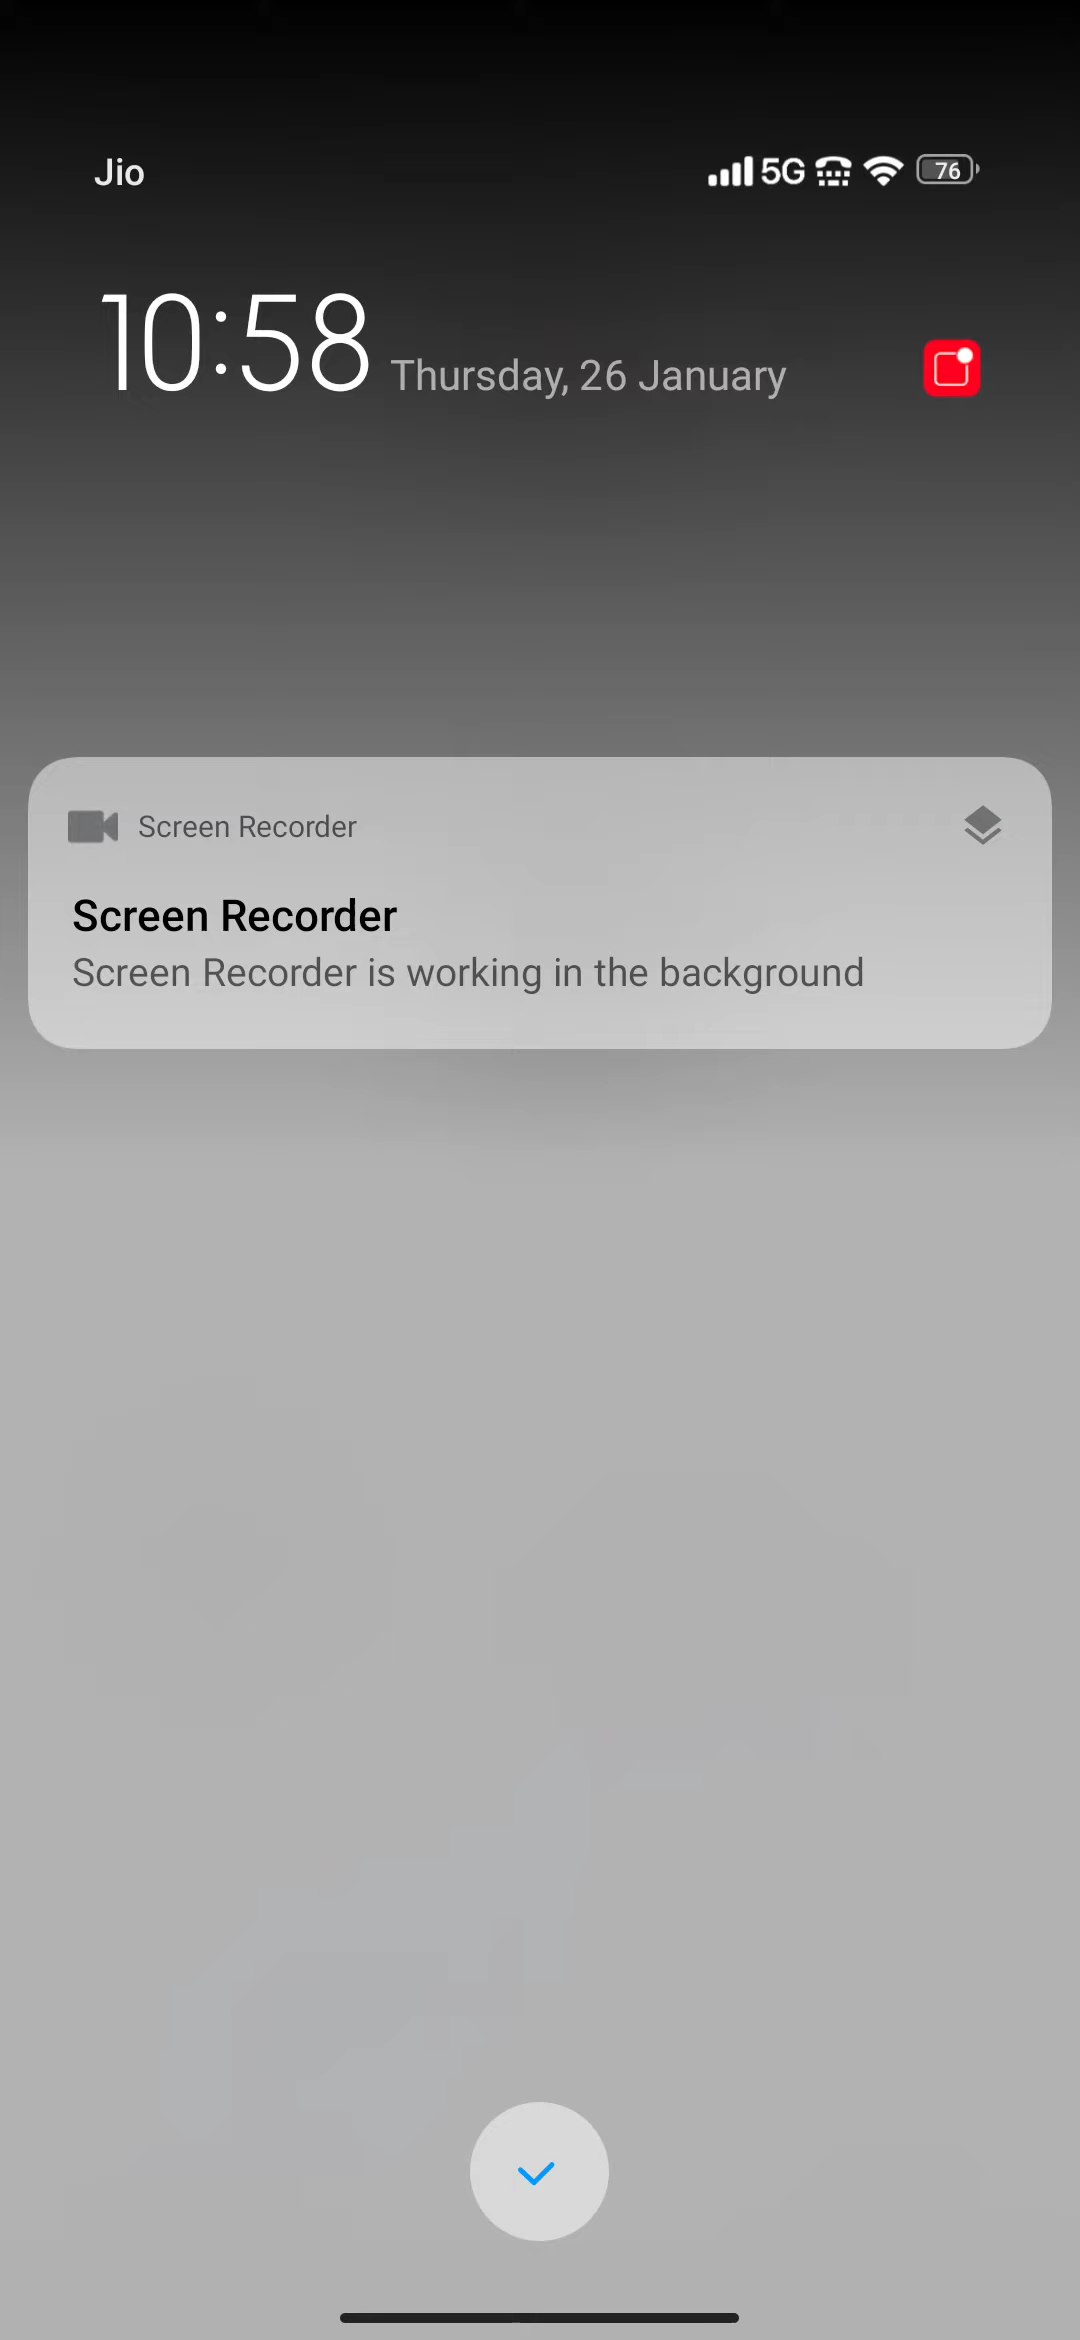 Jio
5G
76
10:58 Thursday, 26 January
Screen Recorder
Screen Recorder
Screen Recorder is working in the background